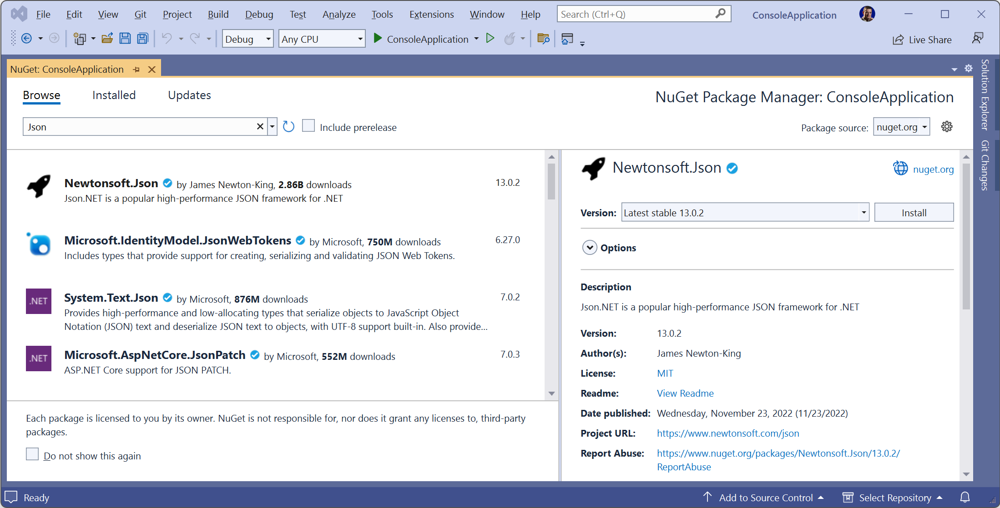 File Edit View Git Project Build Debug Test Analyze Tools Extensions Window Help Search (Ctrl+Q) ConsoleApplication
Debug Any CPU ConsoleApplication Live Share
NuGet: ConsoleApplication
Solution Explorer
Git Changes
Browse Installed Updates
NuGet Package Manager: ConsoleApplication
Json
Include prerelease
Package source: nuget.org
Newtonsoft.Json by James Newton-King, 2.86B downloads 13.0.2
Json.NET is a popular high-performance JSON framework for .NET
Microsoft.IdentityModel.JsonWebTokens by Microsoft, 750M downloads 6.27.0
Includes types that provide support for creating, serializing and validating JSON Web Tokens.
.NET
System.Text.Json by Microsoft, 876M downloads 7.0.2
Provides high-performance and low-allocating types that serialize objects to JavaScript Object
Notation (JSON) text and deserialize JSON text to objects, with UTF-8 support built-in. Also provide...
.NET
Microsoft.AspNetCore.JsonPatch by Microsoft, 552M downloads 7.0.3
ASP.NET Core support for JSON PATCH.
Each package is licensed to you by its owner. NuGet is not responsible for, nor does it grant any licenses to, third-party
packages.
Do not show this again
Newtonsoft.Json nuget.org
Version: Latest stable 13.0.2 Install
Options
Description
Json.NET is a popular high-performance JSON framework for .NET
Version: 13.0.2
Author(s): James Newton-King
License: MIT
Readme: View Readme
Date published: Wednesday, November 23, 2022 (11/23/2022)
Project URL: https://www.newtonsoft.com/json
Report Abuse: https://www.nuget.org/packages/Newtonsoft.Json/13.0.2/
ReportAbuse
Ready Add to Source Control Select Repository